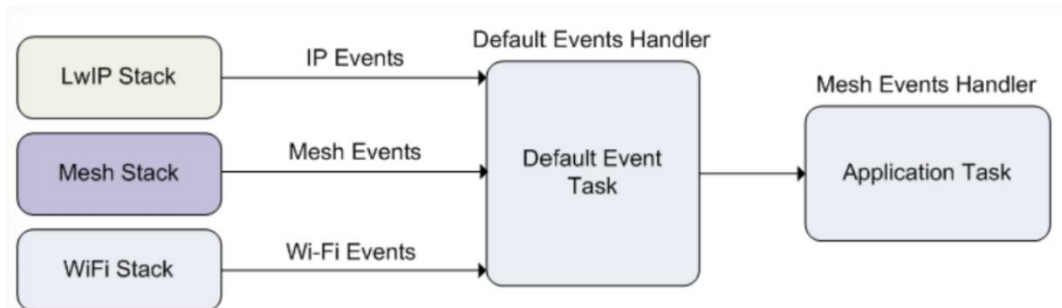 Default Events Handler
LwIP Stack
IP Events
Mesh Events Handler
Mesh Stack
Mesh Events
Default Event
Task
Application Task
WiFi Stack
Wi-Fi Events